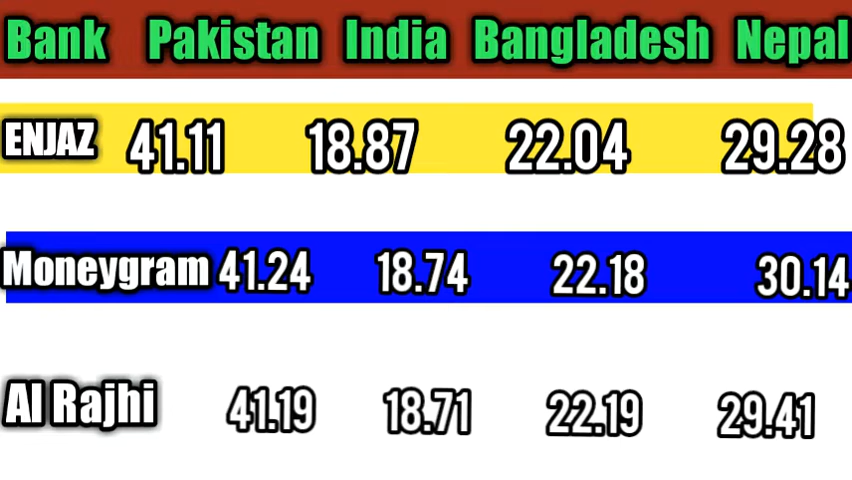 Bank Pakistan India Bangladesh Nepal
ENJAZ 41.11 18.87 22.04 29.28
Moneygram 41.24 18.74 22.18 30.14
Al Rajhi 41.19 18.71 22.19 29.41